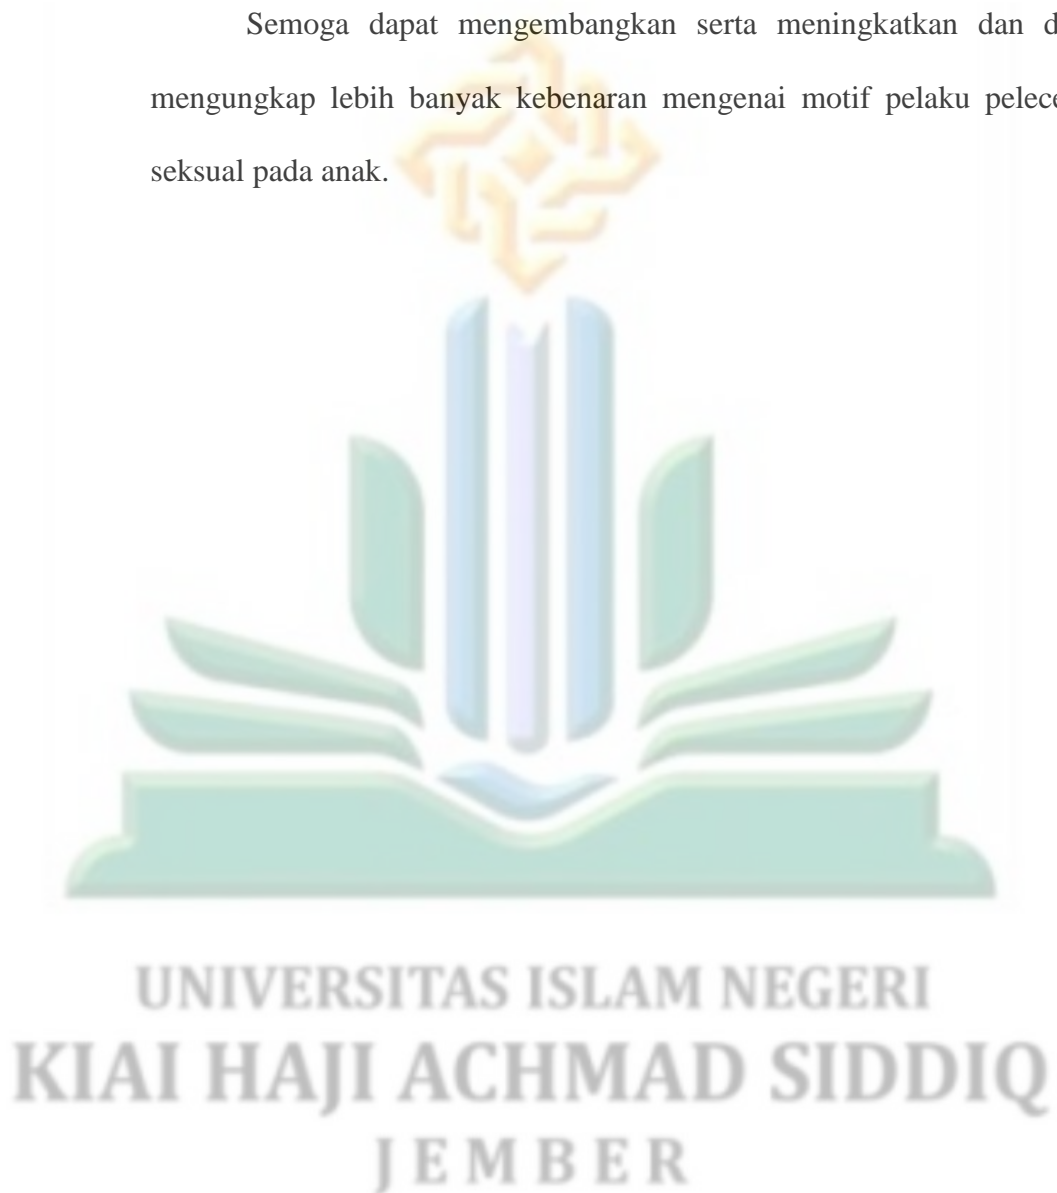 Semoga dapat mengembangkan serta meningkatkan dan
mengungkap lebih banyak kebenaran mengenai motif pelaku
seksual pada anak.
UNIVERSITAS ISLAM NEGERI
KIAI HAJI ACHMAD SIDDIQ
JEMBER